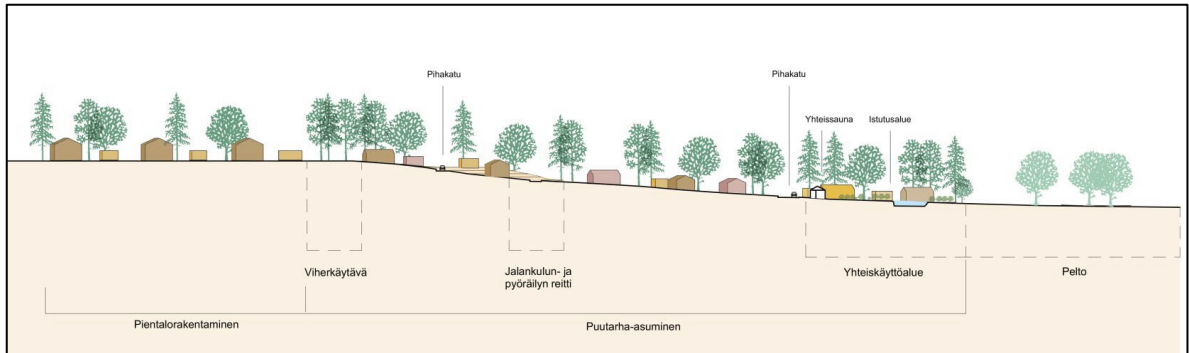 Pihakatu
Pihakatu
Yhteissauna
Istutusalue
Viherkäytävä
Jalankulun- ja
pyöräilyn reitti
Yhteiskäyttöalue
Pelto
Pientalorakentaminen
Puutarha-asuminen